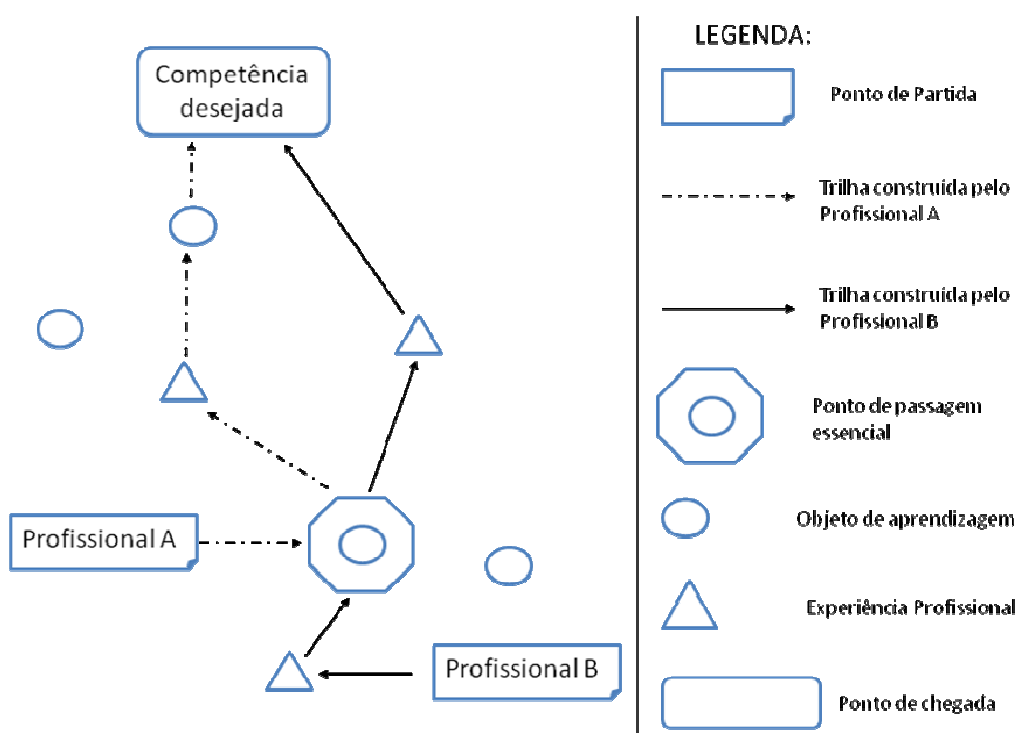 Competência
desejada
Profissional A
Profissional B
LEGENDA:
Ponto de Partida
Trilha construída pelo
Profissional A
Trilha construída pelo
Profissional B
Ponto de passagem
essencial
Objeto de aprendizagem
Experiência Profissional
Ponto de chegada